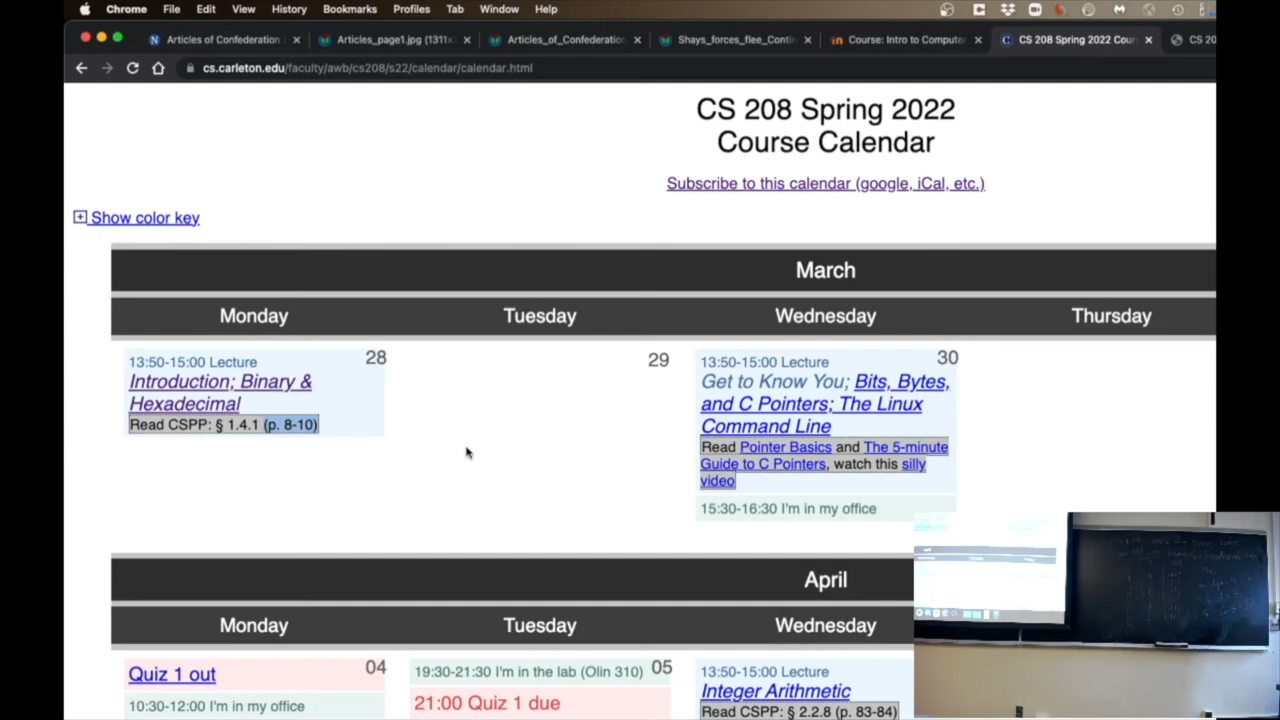 Chrome File Edit View History Bookmarks Profiles Tab Window Help
Articles of Confederation Articles_page1.jpg (1311× Articles_of_Confederation Shays_forces_flee_Conti Course: Intro to Compute CS 208 Spring 2022 Cour CS 20
cs.carleton.edu/faculty/awb/cs208/s22/calendar/calendar.html
CS 208 Spring 2022
Course Calendar
Subscribe to this calendar (google, iCal, etc.)
Show color key
March
Monday Tuesday Wednesday Thursday
13:50-15:00 Lecture 28
Introduction; Binary &
Hexadecimal
Read CSPP: § 1.4.1 (p. 8-10)
29
13:50-15:00 Lecture 30
Get to Know You; Bits, Bytes,
and C Pointers; The Linux
Command Line
Read Pointer Basics and The 5-minute
Guide to C Pointers, watch this silly
video
15:30-16:30 I'm in my office
April
Monday Tuesday Wednesday
Quiz 1 out 04
10:30-12:00 I'm in my office
19:30-21:30 I'm in the lab (Olin 310) 05
21:00 Quiz 1 due
13:50-15:00 Lecture
Integer Arithmetic
Read CSPP: § 2.2.8 (p. 83-84)